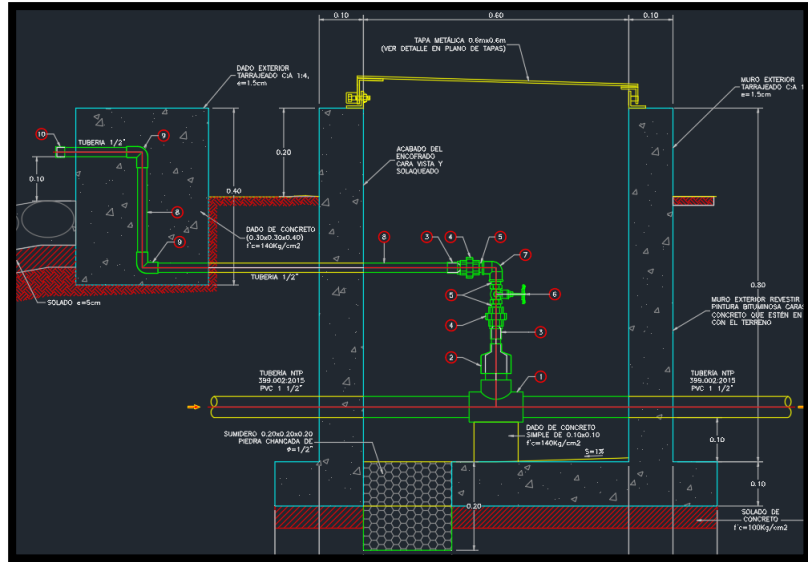 0.10
0.60
0.10
TAPA METÁLICA 0.6mx0.6m
(VER DETALLE EN PLANO DE TAPAS)
DADO EXTERIOR
TARRAJEADO C:A 1:4,
e=1.5cm
MURO EXTERIOR
TARRAJEADO C:A 1
e=1.5cm
10
TUBERIA 1/2"
9
0.20
ACABADO DEL
ENCOFRADO
CARA VISTA Y
SOLAQUEADO
0.10
0.40
8
DADO DE CONCRETO
(0.30x0.30x0.40)
f'c=140Kg/cm2
9
8
3
4
5
7
TUBERIA 1/2"
SOLADO e=5cm
5
6
4
3
0.80
MURO EXTERIOR REVESTIR
PINTURA BITUMINOSA CARAS
CONCRETO QUE ESTÉN EN
CON EL TERRENO
2
1
TUBERÍA NTP
399.002:2015
PVC 1 1/2"
TUBERÍA NTP
399.002:2015
PVC 1 1/2"
SUMIDERO 0.20x0.20x0.20
PIEDRA CHANCADA DE
Φ=1/2"
DADO DE CONCRETO
SIMPLE DE 0.10x0.10
f'c=140Kg/cm2
S=1%
0.10
0.20
0.10
SOLADO DE
CONCRETO
f'c=100Kg/cm2